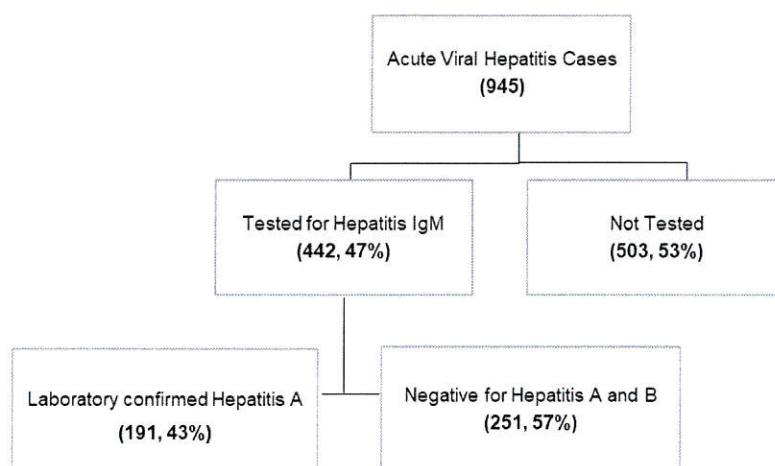 Acute Viral Hepatitis Cases
(945)
Tested for Hepatitis IgM
(442, 47%)
Not Tested
(503, 53%)
Laboratory confirmed Hepatitis A
(191, 43%)
Negative for Hepatitis A and B
(251, 57%)